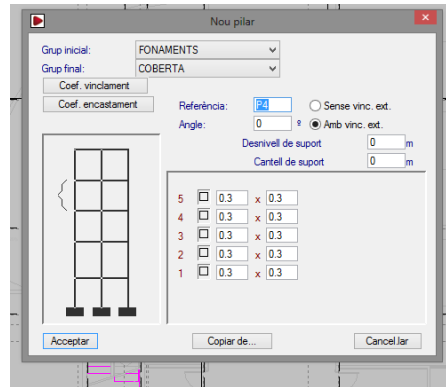 Nou pilar
Grup inicial: FONAMENTS
Grup final: COBERTA
Coef. vinclament
Coef. encastament
Referència: P4 Sense vinc. ext.
Angle: 0 º Amb vinc. ext.
Desnivell de suport 0 m
Cantell de suport 0 m
5 0.3 x 0.3
4 0.3 x 0.3
3 0.3 x 0.3
2 0.3 x 0.3
1 0.3 x 0.3
Acceptar Copiar de... Cancel.lar